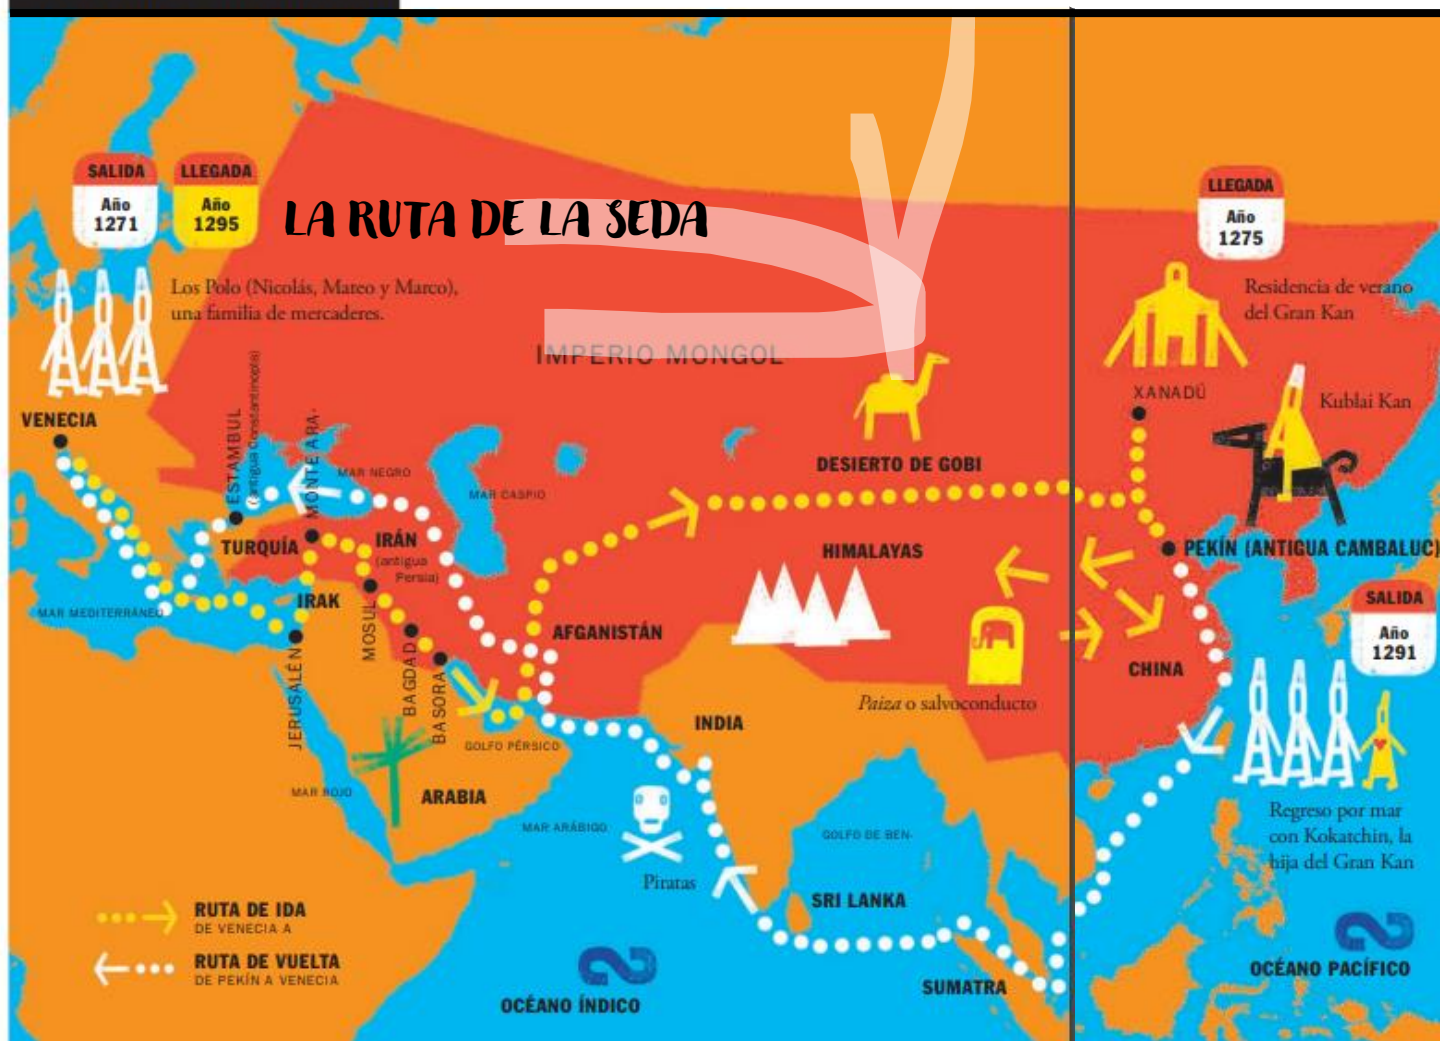 SALIDA
Año
1271
LLEGADA
Año
1295
LA RUTA DE LA SEDA
Los Polo (Nicolás, Mateo y Marco),
una familia de mercaderes.
IMPERIO MONGOL
LLEGADA
Año
1275
Residencia de verano
del Gran Kan
XANADÚ
Kublai Kan
VENECIA
ESTAMBUL
(antigua Constantinopla)
MONTE ARA-
MAR NEGRO
MAR CASPIO
DESIERTO DE GOBI
TURQUÍA
IRÁN
(antigua
Persia)
HIMALAYAS
PEKÍN (ANTIGUA CAMBALUC)
MAR MEDITERRÁNEO
IRAK
MOSUL
JERUSALÉN
BAGDAD
BASORA
AFGANISTÁN
SALIDA
Año
1291
CHINA
Paiza o salvoconducto
INDIA
GOLFO PÉRSICO
MAR ROJO
ARABIA
MAR ARÁBIGO
GOLFO DE BEN-
Piratas
Regreso por mar
con Kokatchin, la
hija del Gran Kan
SRI LANKA
RUTA DE IDA
DE VENECIA A
RUTA DE VUELTA
DE PEKÍN A VENECIA
OCÉANO ÍNDICO
SUMATRA
OCÉANO PACÍFICO